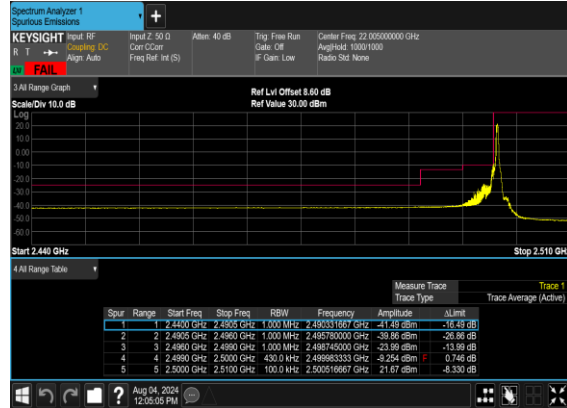 Spectrum Analyzer 1
Spurious Emissions
+
KEYSIGHT Input: RF Input Z: 50 Ω Atten: 40 dB Trig: Free Run Center Freq: 22.005000000 GHz
R T Coupling: DC Corr CCorr Gate: Off Avg|Hold: 1000/1000
Align: Auto Freq Ref: Int (S) IF Gain: Low Radio Std: None
FAIL
3 All Range Graph
Ref Lvl Offset 8.60 dB
Scale/Div 10.0 dB Ref Value 30.00 dBm
Log
20.0
10.0
0.00
-10.0
-20.0
-30.0
-40.0
-50.0
-60.0
Start 2.440 GHz Stop 2.510 GH
4 All Range Table
Measure Trace Trace 1
Trace Type Trace Average (Active)
Spur Range Start Freq Stop Freq RBW Frequency Amplitude ΔLimit
1 1 2.4400 GHz 2.4905 GHz 1.000 MHz 2.490331667 GHz -41.49 dBm -16.49 dB
2 2 2.4905 GHz 2.4960 GHz 1.000 MHz 2.495780000 GHz -39.86 dBm -26.86 dB
3 3 2.4960 GHz 2.4990 GHz 1.000 MHz 2.498745000 GHz -23.99 dBm -13.99 dB
4 4 2.4990 GHz 2.5000 GHz 430.0 kHz 2.499983333 GHz -9.254 dBm F 0.746 dB
5 5 2.5000 GHz 2.5100 GHz 100.0 kHz 2.500516667 GHz 21.67 dBm -8.330 dB
?
Aug 04, 2024
12:05:05 PM